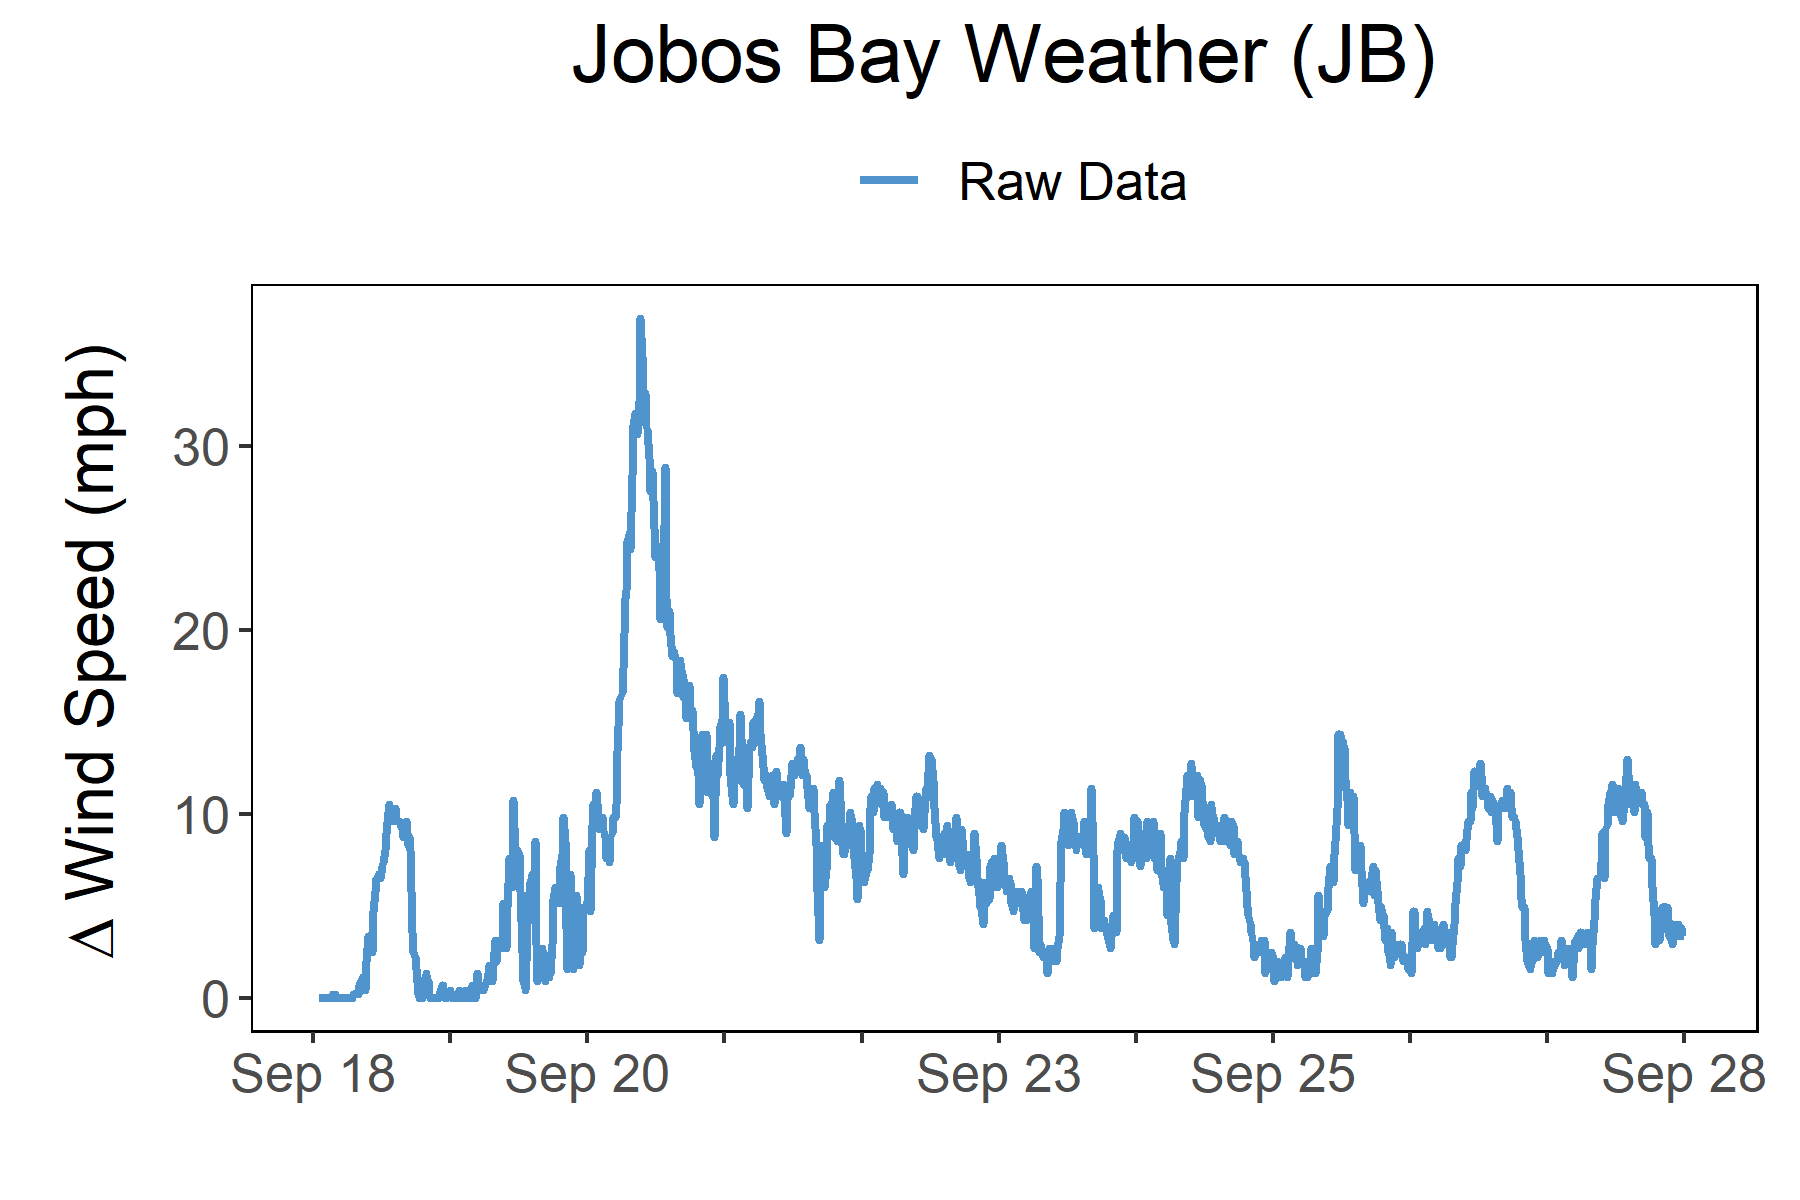 Jobos Bay Weather (JB)
Raw Data
Δ Wind Speed (mph)
30
20
10
0
Sep 18 Sep 20 Sep 23 Sep 25 Sep 28